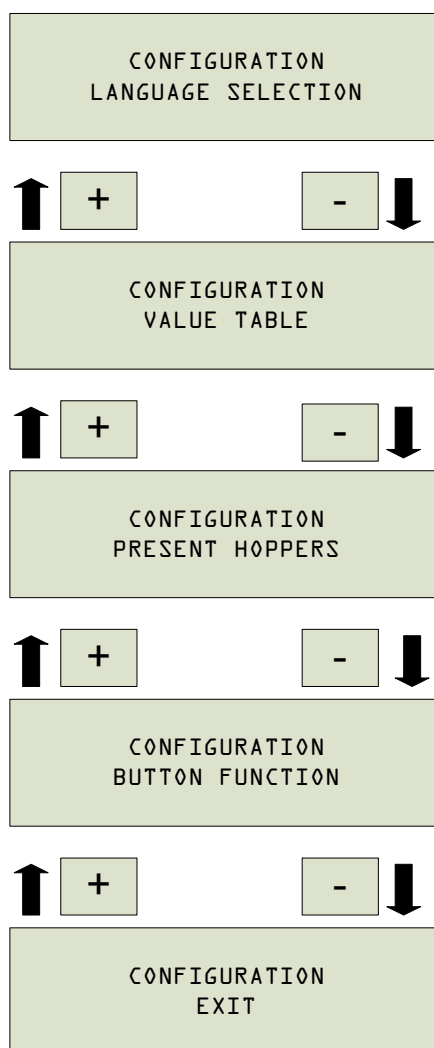 CONFIGURATION
LANGUAGE SELECTION
+ -
CONFIGURATION
VALUE TABLE
+ -
CONFIGURATION
PRESENT HOPPERS
+ -
CONFIGURATION
BUTTON FUNCTION
+ -
CONFIGURATION
EXIT